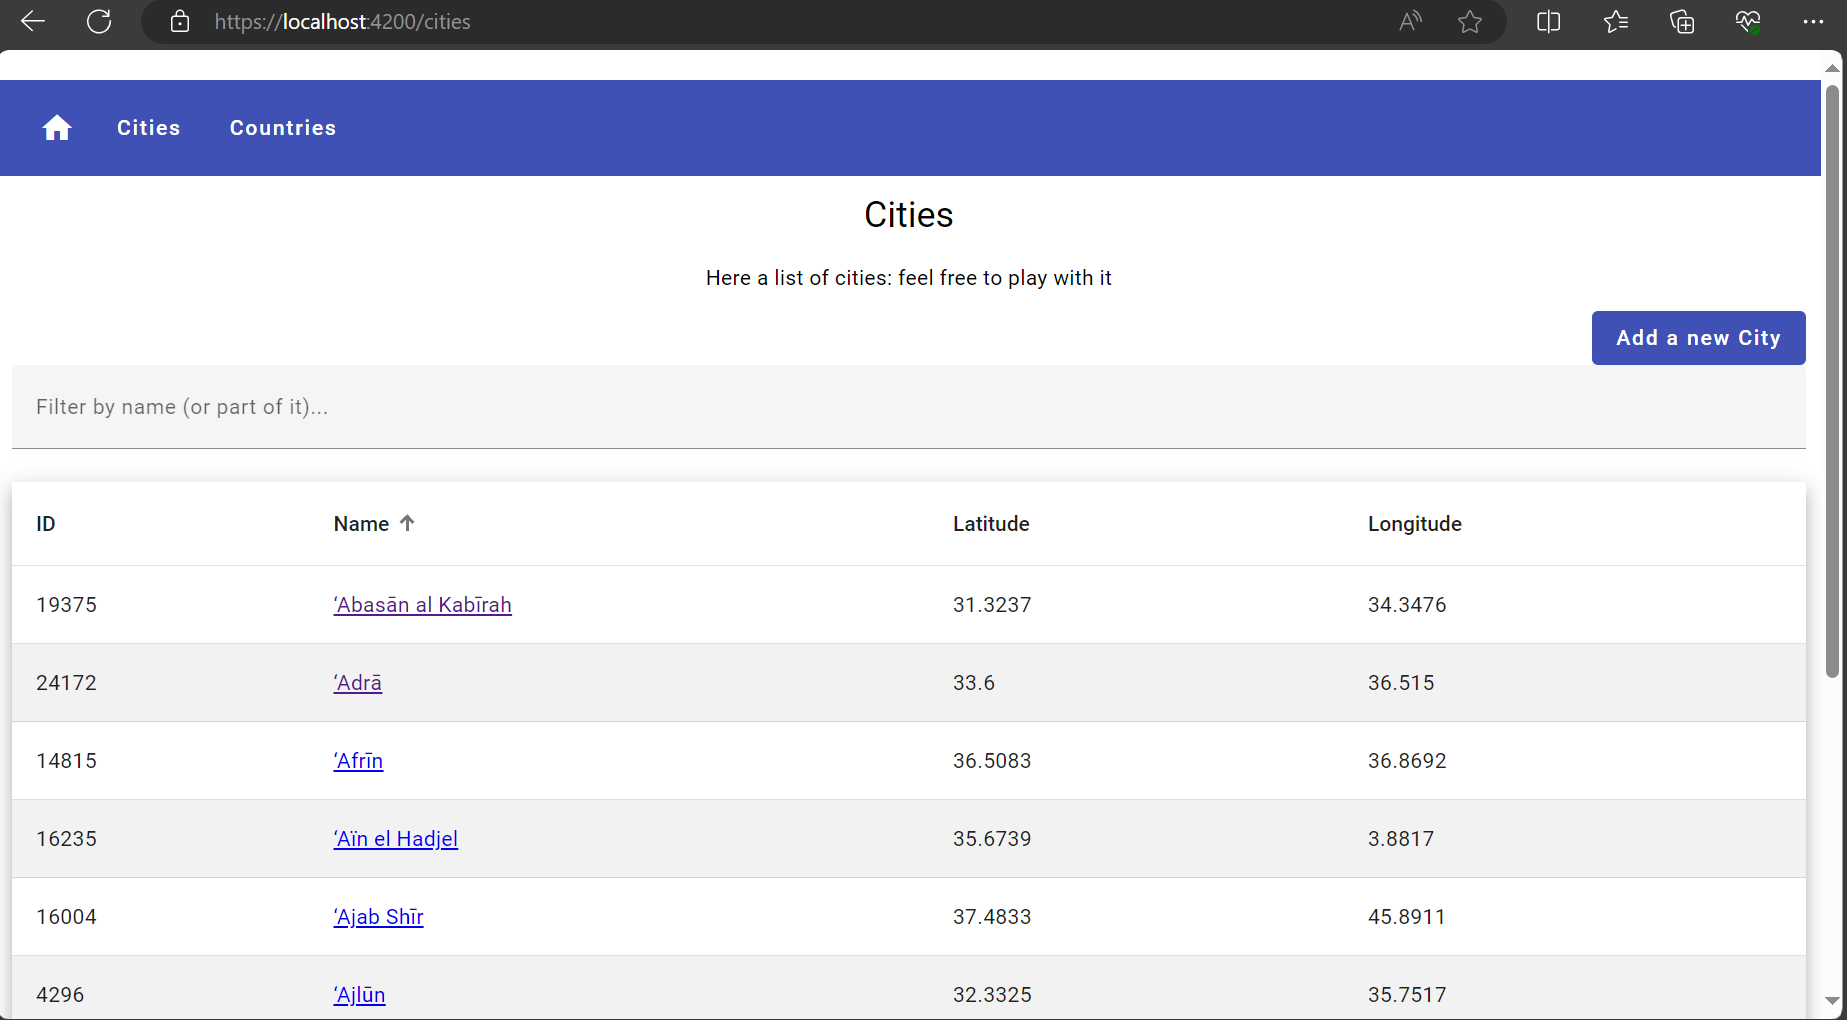 https://localhost:4200/cities
Cities Countries
Cities
Here a list of cities: feel free to play with it
Add a new City
Filter by name (or part of it)...
ID Name Latitude Longitude
19375 ‘Abasān al Kabīrah 31.3237 34.3476
24172 ‘Adrā 33.6 36.515
14815 ‘Afrīn 36.5083 36.8692
16235 ‘Aïn el Hadjel 35.6739 3.8817
16004 ‘Ajab Shīr 37.4833 45.8911
4296 ‘Ajlūn 32.3325 35.7517